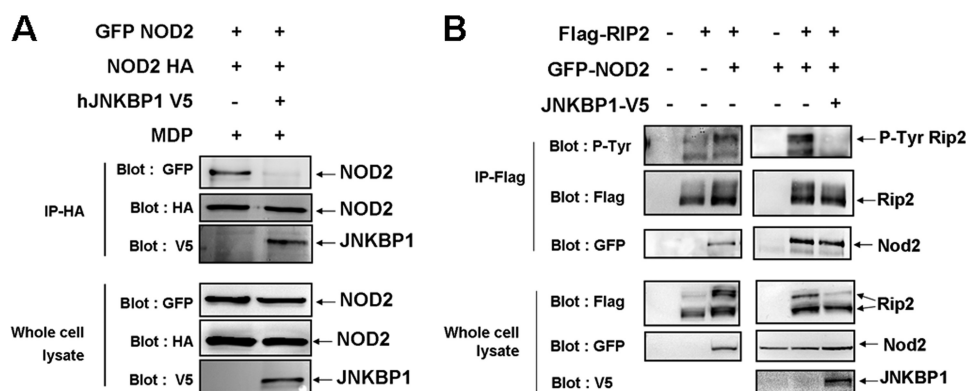 A
GFP NOD2 + +
NOD2 HA + +
hJNKBP1 V5 - +
MDP + +
IP-HA
Blot : GFP NOD2
Blot : HA NOD2
Blot : V5 JNKBP1
Whole cell lysate
Blot : GFP NOD2
Blot : HA NOD2
Blot : V5 JNKBP1
B
Flag-RIP2 - + + - + +
GFP-NOD2 - - + + + +
JNKBP1-V5 - - - - - +
IP-Flag
Blot : P-Tyr P-Tyr Rip2
Blot : Flag Rip2
Blot : GFP Nod2
Whole cell lysate
Blot : Flag Rip2
Blot : GFP Nod2
Blot : V5 JNKBP1